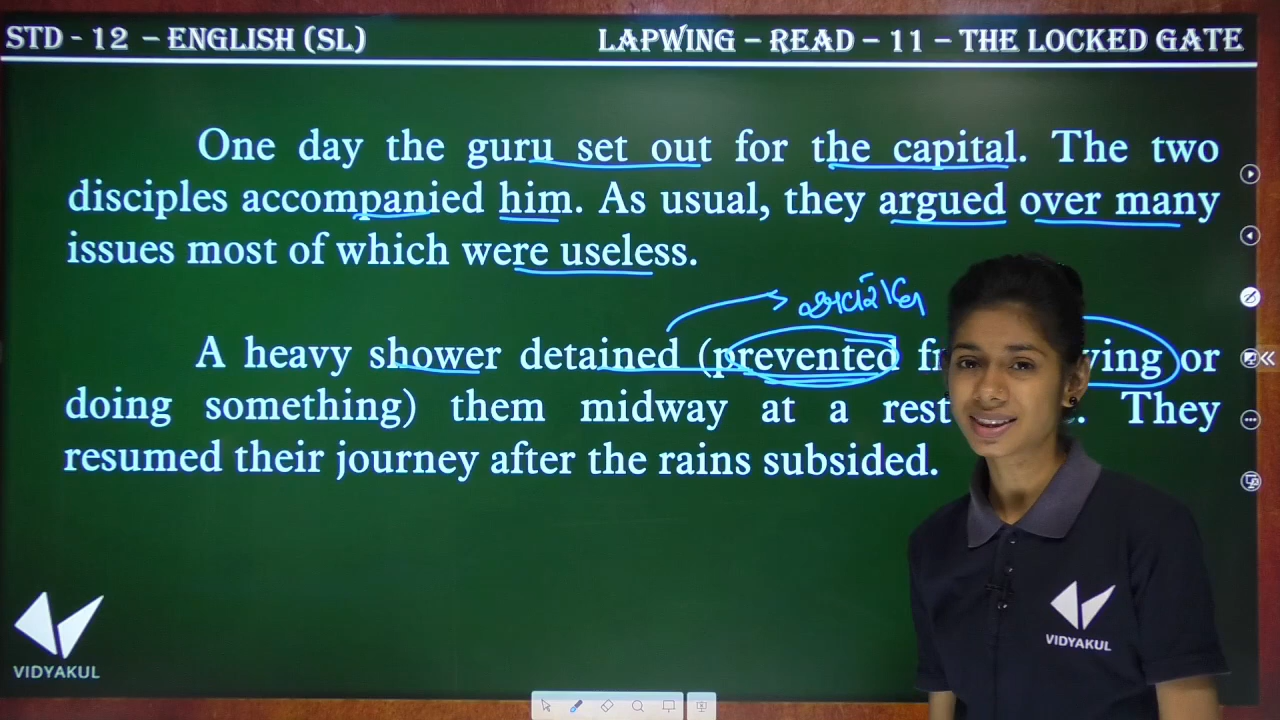 STD - 12 – ENGLISH (SL)
LAPWING – READ – 11 – THE LOCKED GATE
One day the guru set out for the capital. The two
disciples accompanied him. As usual, they argued over many
issues most of which were useless.
A heavy shower detained (prevented or
doing something) them midway at a rest They
resumed their journey after the rains subsided.
VIDYAKUL
VIDYAKUL